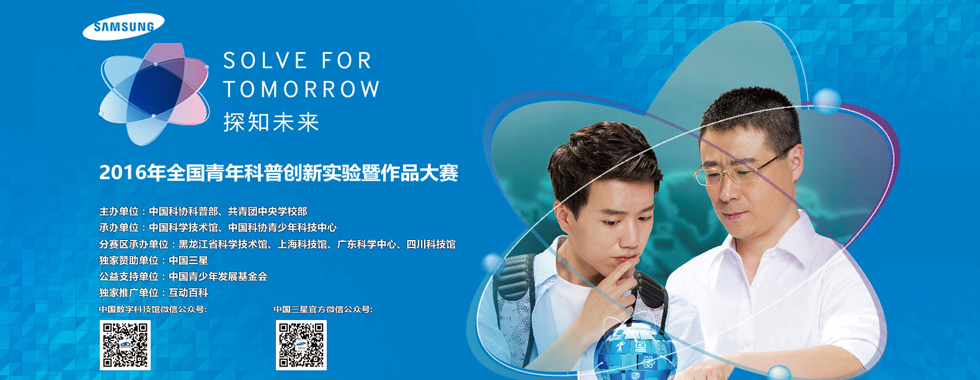 SAMSUNG
SOLVE FOR
TOMORROW
探知未来
2016年全国青年科普创新实验暨作品大赛
主办单位：中国科协科普部、共青团中央学校部
承办单位：中国科学技术馆、中国科协青少年科技中心
分赛区承办单位：黑龙江省科学技术馆、上海科技馆、广东科学中心、四川科技馆
独家赞助单位：中国三星
公益支持单位：中国青少年发展基金会
独家推广单位：互动百科
中国数字科技馆微信公众号:
中国三星官方微信公众号: